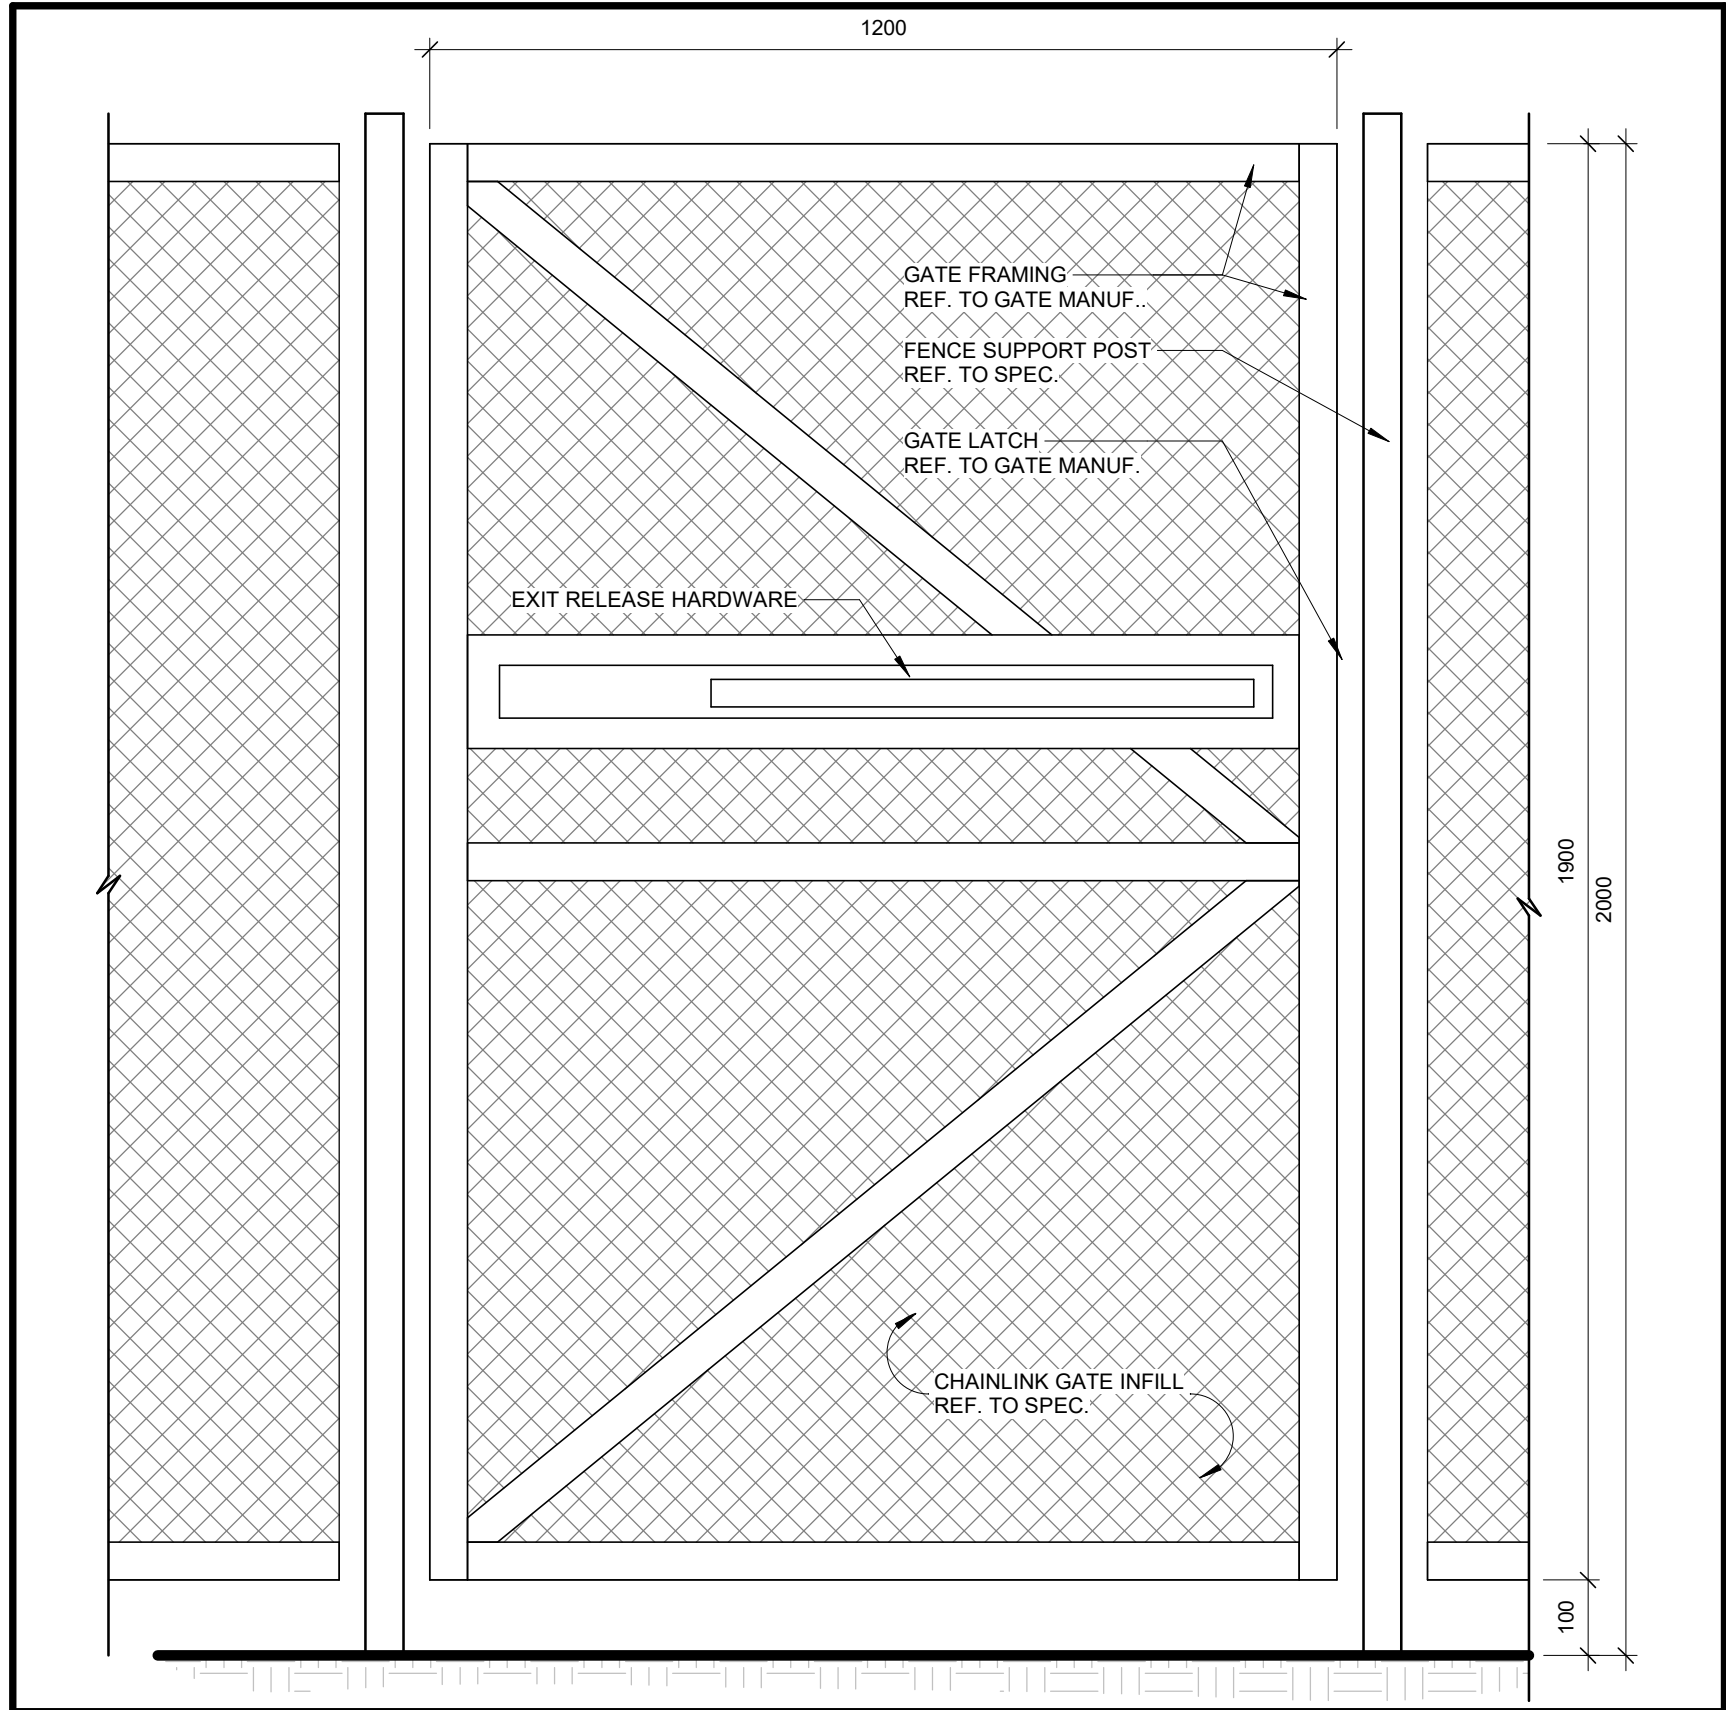 1200
GATE FRAMING
REF. TO GATE MANUF..
FENCE SUPPORT POST
REF. TO SPEC.
GATE LATCH
REF. TO GATE MANUF.
EXIT RELEASE HARDWARE
1900
2000
CHAINLINK GATE INFILL
REF. TO SPEC.
100